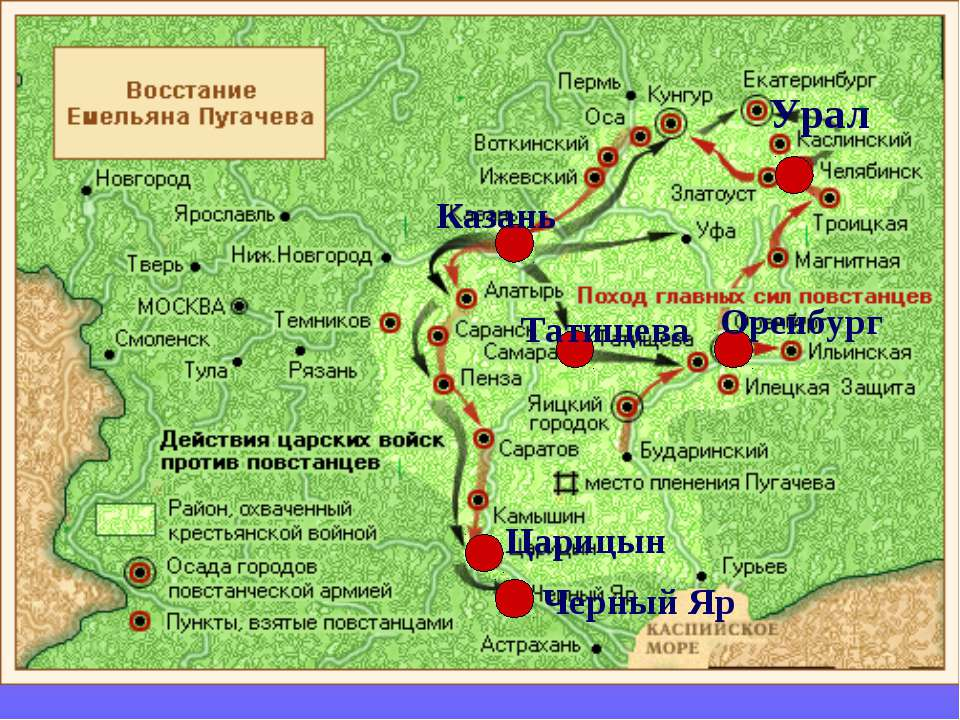 Восстание
Емельяна Пугачева
Пермь
Кунгур
Екатеринбург
Оса
Урал
Воткинский
Каслинский
Ижевский
Челябинск
Новгород
Златоуст
Ярославль
Казань
Троицкая
Уфа
Ниж.Новгород
Тверь
Магнитная
Алатырь
Поход главных сил повстанцев
МОСКВА
Темников
Саранск
Татищева
Оренбург
Смоленск
Самара
Ильинская
Тула
Рязань
Пенза
Илецкая Защита
Яицкий
городок
Действия царских войск
против повстанцев
Саратов
Бударинский
место пленения Пугачева
Район, охваченный
крестьянской войной
Камышин
Царицын
Осада городов
повстанческой армией
Гурьев
Черный Яр
Пункты, взятые повстанцами
КАСПИЙСКОЕ
МОРЕ
Астрахань